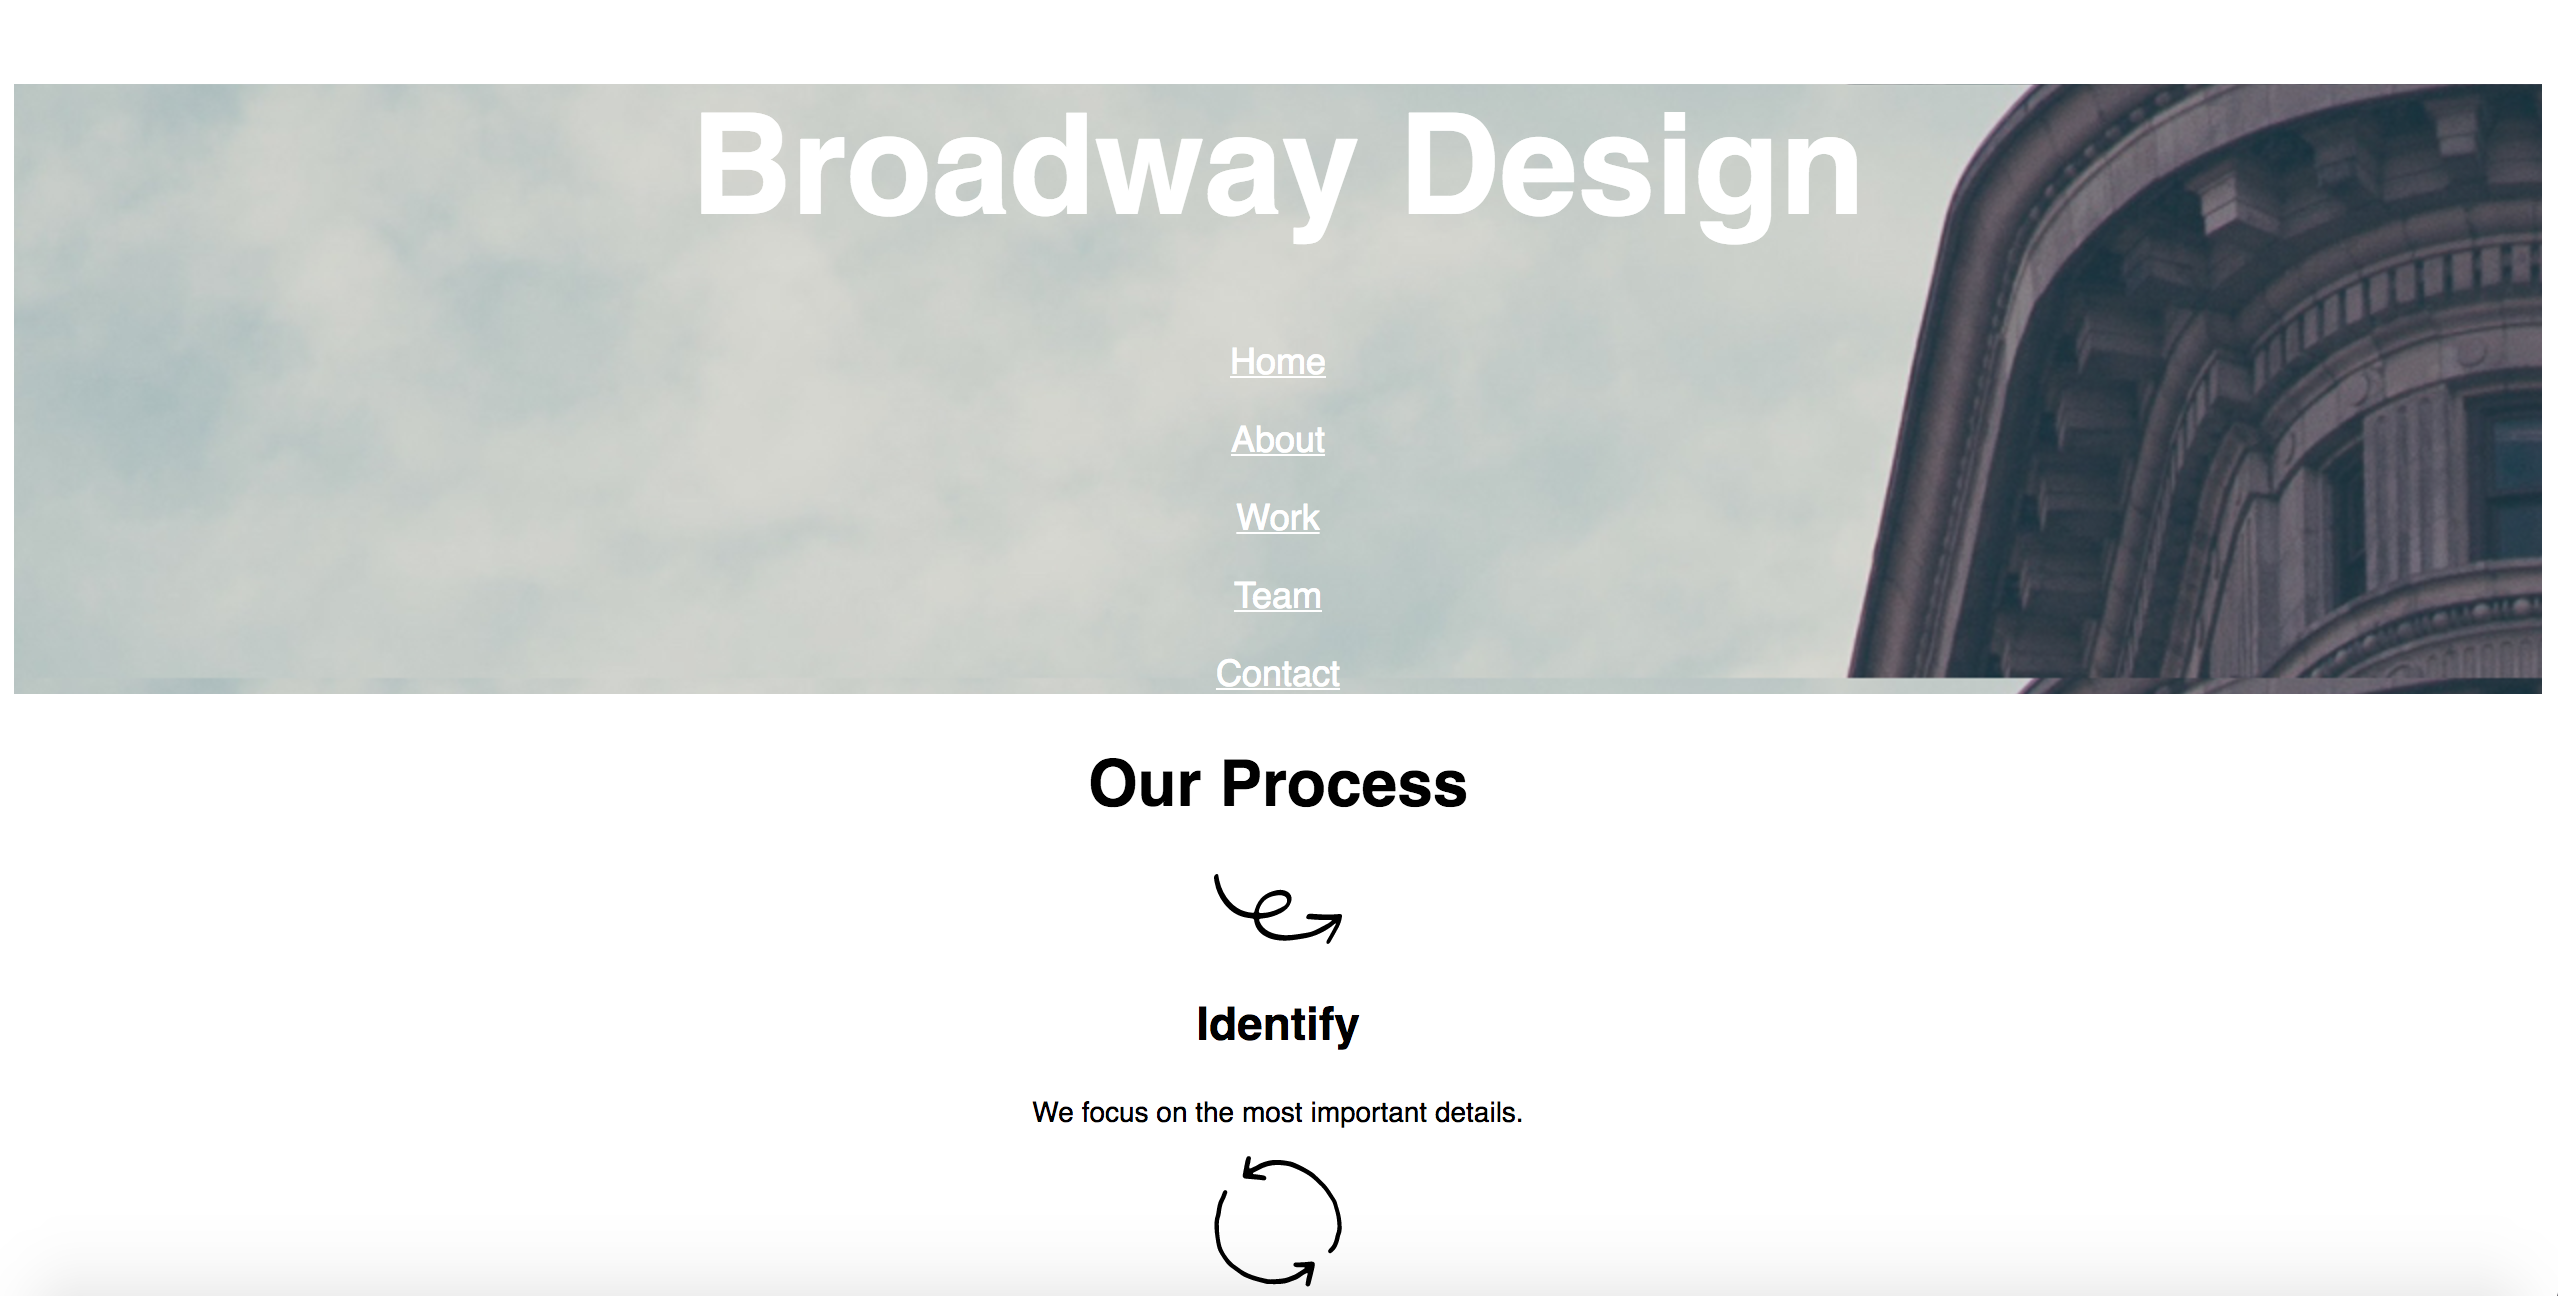 Broadway Design
Home
About
Work
Team
Contact
Our Process
Identify
We focus on the most important details.